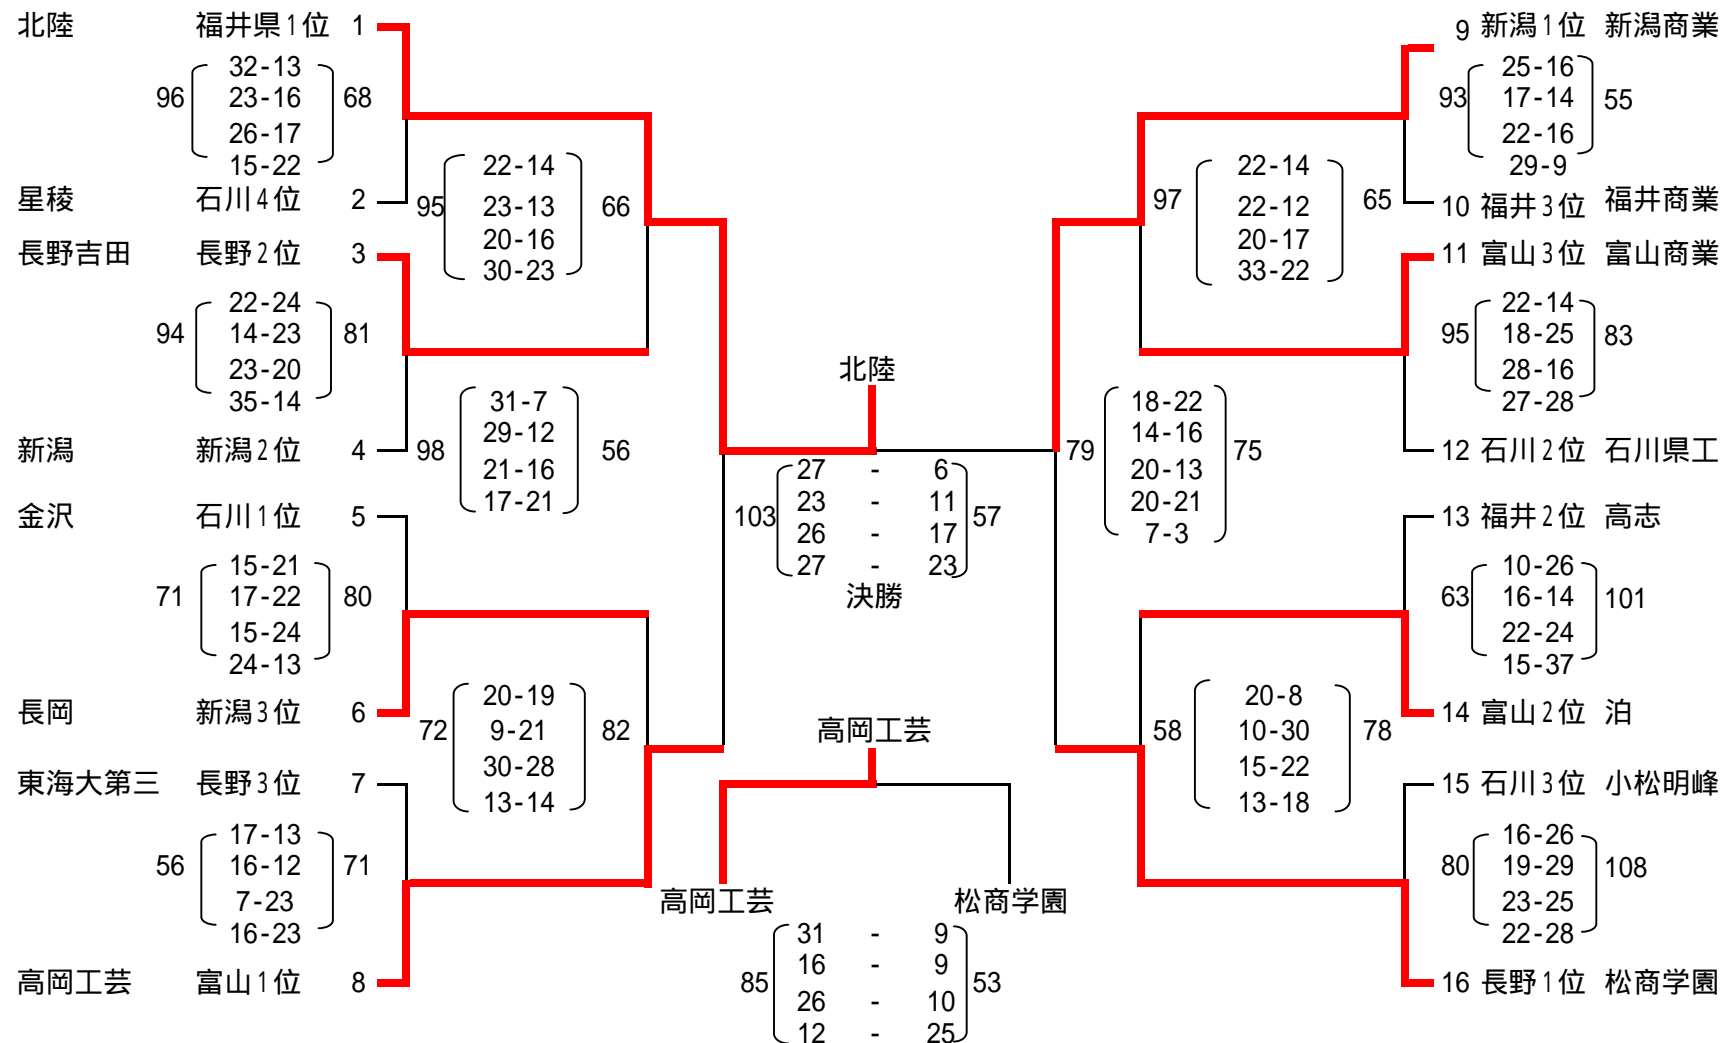 北陸 福井県1位 1
32-13
96 23-16 68
26-17
15-22
星稜 石川4位 2
22-14
95 23-13 66
20-16
30-23
長野吉田 長野2位 3
22-24
94 14-23 81
23-20
35-14
新潟 新潟2位 4
31-7
98 29-12 56
21-16
17-21
金沢 石川1位 5
15-21
71 17-22 80
15-24
24-13
長岡 新潟3位 6
20-19
72 9-21 82
30-28
13-14
東海大第三 長野3位 7
17-13
56 16-12 71
7-23
16-23
高岡工芸 富山1位 8
北陸
27 - 6
103 23 - 11 57
26 - 17
27 - 23
決勝
高岡工芸
高岡工芸 松商学園
31 - 9
16 - 9
85 26 - 10 53
12 - 25
9 新潟1位 新潟商業
25-16
93 17-14 55
22-16
29-9
10 福井3位 福井商業
22-14
97 22-12 65
20-17
33-22
11 富山3位 富山商業
22-14
95 18-25 83
28-16
27-28
12 石川2位 石川県工
18-22
14-16
79 20-13 75
20-21
7-3
13 福井2位 高志
10-26
63 16-14 101
22-24
15-37
14 富山2位 泊
20-8
58 10-30 78
15-22
13-18
15 石川3位 小松明峰
16-26
80 19-29 108
23-25
22-28
16 長野1位 松商学園